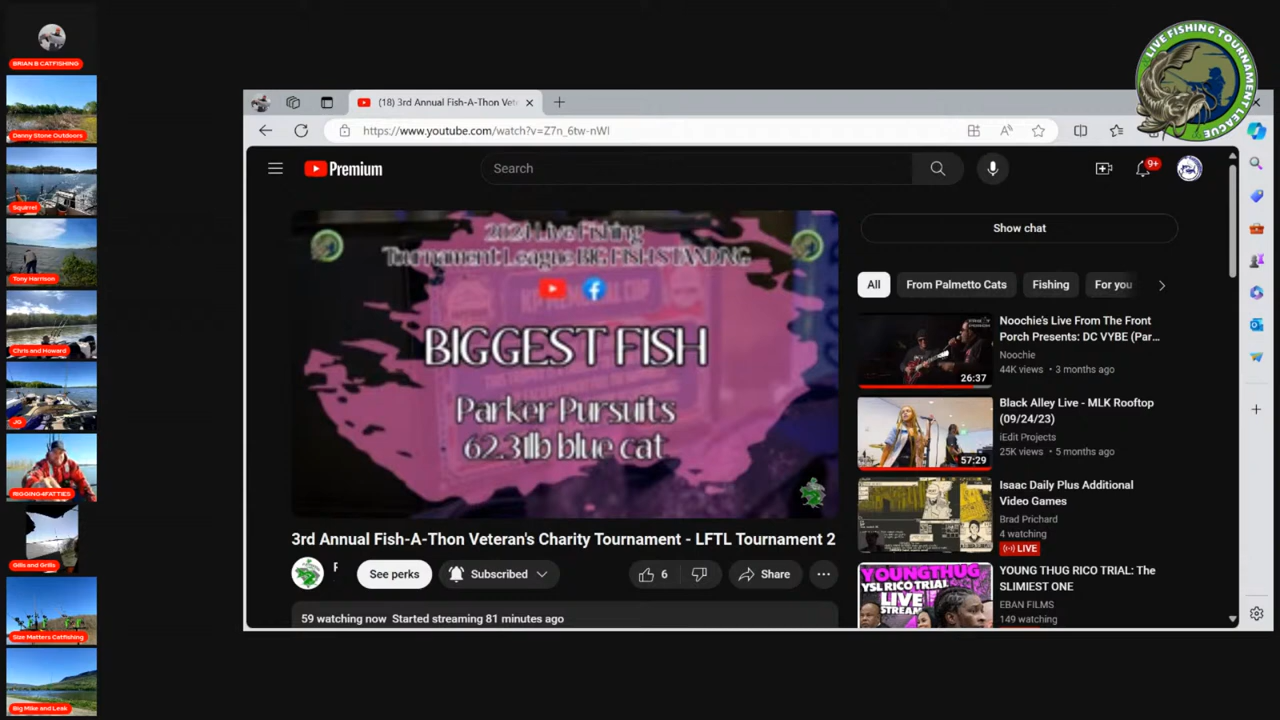 BRIAN B CATFISHING
Danny Stone Outdoors
Squirrel
Tony Harrison
Chris and Howard
JG
RIGGING4FATTIES
Gills and Grills
Size Matters Catfishing
Big Mike and Leak
LIVE FISHING TOURNAMENT LEAGUE
(18) 3rd Annual Fish-A-Thon Vete
https://www.youtube.com/watch?v=Z7n_6tw-nWI
Premium
Search
9+
2024 Live Fishing
Tournament League BIG FISH STANDING
BIGGEST FISH
Parker Pursuits
62.31lb blue cat
3rd Annual Fish-A-Thon Veteran's Charity Tournament - LFTL Tournament 2
See perks
Subscribed
6
Share
59 watching now Started streaming 81 minutes ago
Show chat
All
From Palmetto Cats
Fishing
For you
Noochie's Live From The Front
Porch Presents: DC VYBE (Par...
Noochie
44K views • 3 months ago
26:37
Black Alley Live - MLK Rooftop
(09/24/23)
iEdit Projects
25K views • 5 months ago
57:29
Isaac Daily Plus Additional
Video Games
Brad Prichard
4 watching
LIVE
YOUNG THUG RICO TRIAL: The
SLIMIEST ONE
EBAN FILMS
149 watching
YOUNGTHUG
YSL RICO TRIAL
LIVE
STREAM